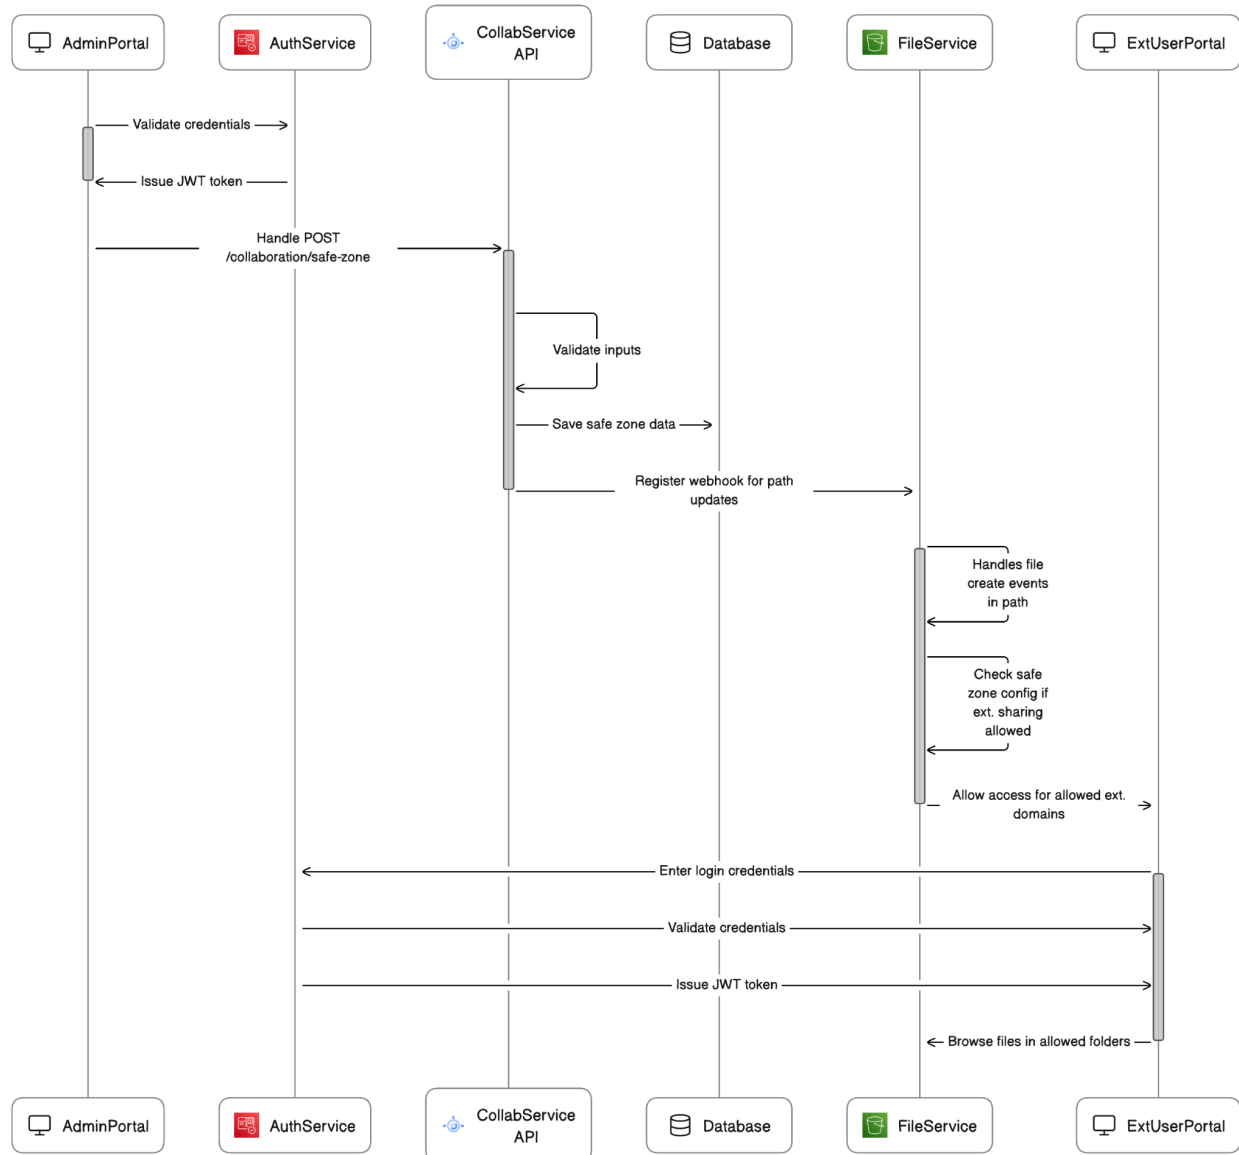 AdminPortal
AuthService
CollabService
API
Database
FileService
ExtUserPortal
Validate credentials
Issue JWT token
Handle POST
/collaboration/safe-zone
Validate inputs
Save safe zone data
Register webhook for path
updates
Handles file
create events
in path
Check safe
zone config if
ext. sharing
allowed
Allow access for allowed ext.
domains
Enter login credentials
Validate credentials
Issue JWT token
Browse files in allowed folders
AdminPortal
AuthService
CollabService
API
Database
FileService
ExtUserPortal